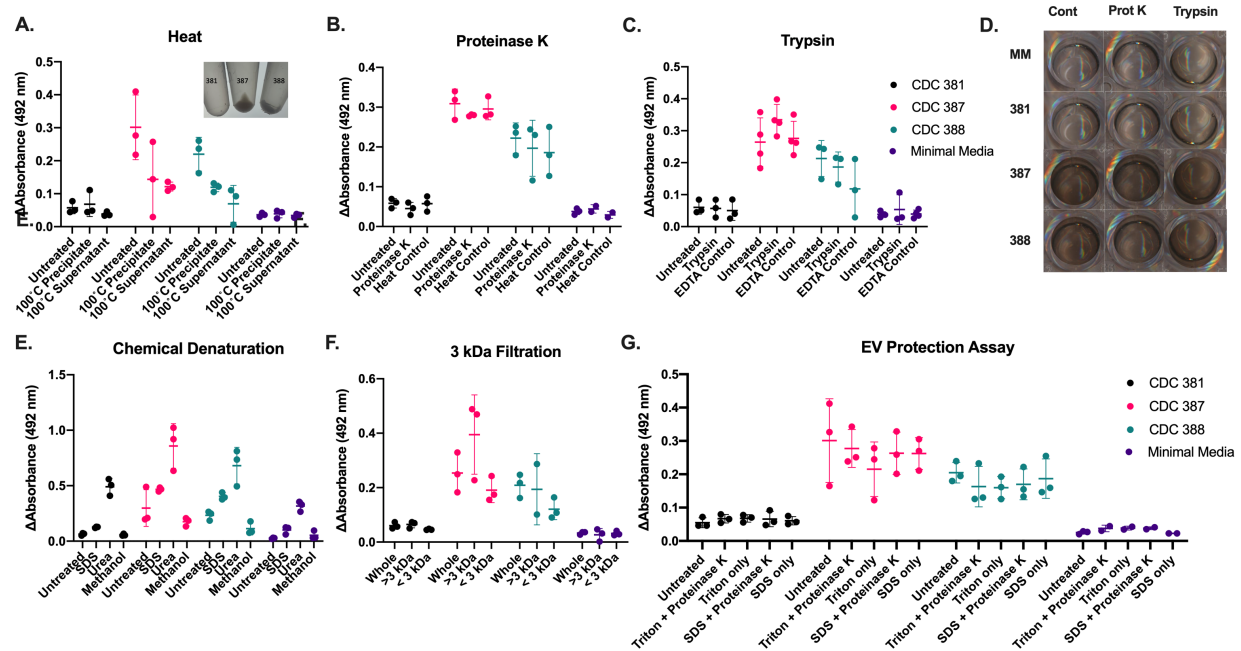 A.
Heat
ΔAbsorbance (492 nm)
0.5
0.4
0.3
0.2
0.1
0.0
381
387
388
Untreated
100˚C Precipitate
100˚C Supernatant
Untreated
100˚C Precipitate
100˚C Supernatant
Untreated
100˚C Precipitate
100˚C Supernatant
Untreated
100˚C Precipitate
100˚C Supernatant
B.
Proteinase K
ΔAbsorbance (492 nm)
0.4
0.3
0.2
0.1
0.0
Untreated
Proteinase K
Heat Control
Untreated
Proteinase K
Heat Control
Untreated
Proteinase K
Heat Control
Untreated
Proteinase K
Heat Control
C.
Trypsin
ΔAbsorbance (492 nm)
0.5
0.4
0.3
0.2
0.1
0.0
Untreated
Trypsin
EDTA Control
Untreated
Trypsin
EDTA Control
Untreated
Trypsin
EDTA Control
Untreated
Trypsin
EDTA Control
CDC 381
CDC 387
CDC 388
Minimal Media
D.
Cont Prot K Trypsin
MM
381
387
388
E.
Chemical Denaturation
ΔAbsorbance (492 nm)
1.5
1.0
0.5
0.0
Untreated
SDS
Urea
Methanol
Untreated
SDS
Urea
Methanol
Untreated
SDS
Urea
Methanol
Untreated
SDS
Urea
Methanol
F.
3 kDa Filtration
ΔAbsorbance (492 nm)
0.6
0.4
0.2
0.0
Whole
>3 kDa
< 3 kDa
Whole
>3 kDa
< 3 kDa
Whole
>3 kDa
< 3 kDa
Whole
>3 kDa
< 3 kDa
G.
EV Protection Assay
ΔAbsorbance (492 nm)
0.5
0.4
0.3
0.2
0.1
0.0
Untreated
Triton + Proteinase K
Triton only
SDS + Proteinase K
SDS only
Untreated
Triton + Proteinase K
Triton only
SDS + Proteinase K
SDS only
Untreated
Triton + Proteinase K
Triton only
SDS + Proteinase K
SDS only
Untreated
Triton + Proteinase K
Triton only
SDS + Proteinase K
SDS only
CDC 381
CDC 387
CDC 388
Minimal Media